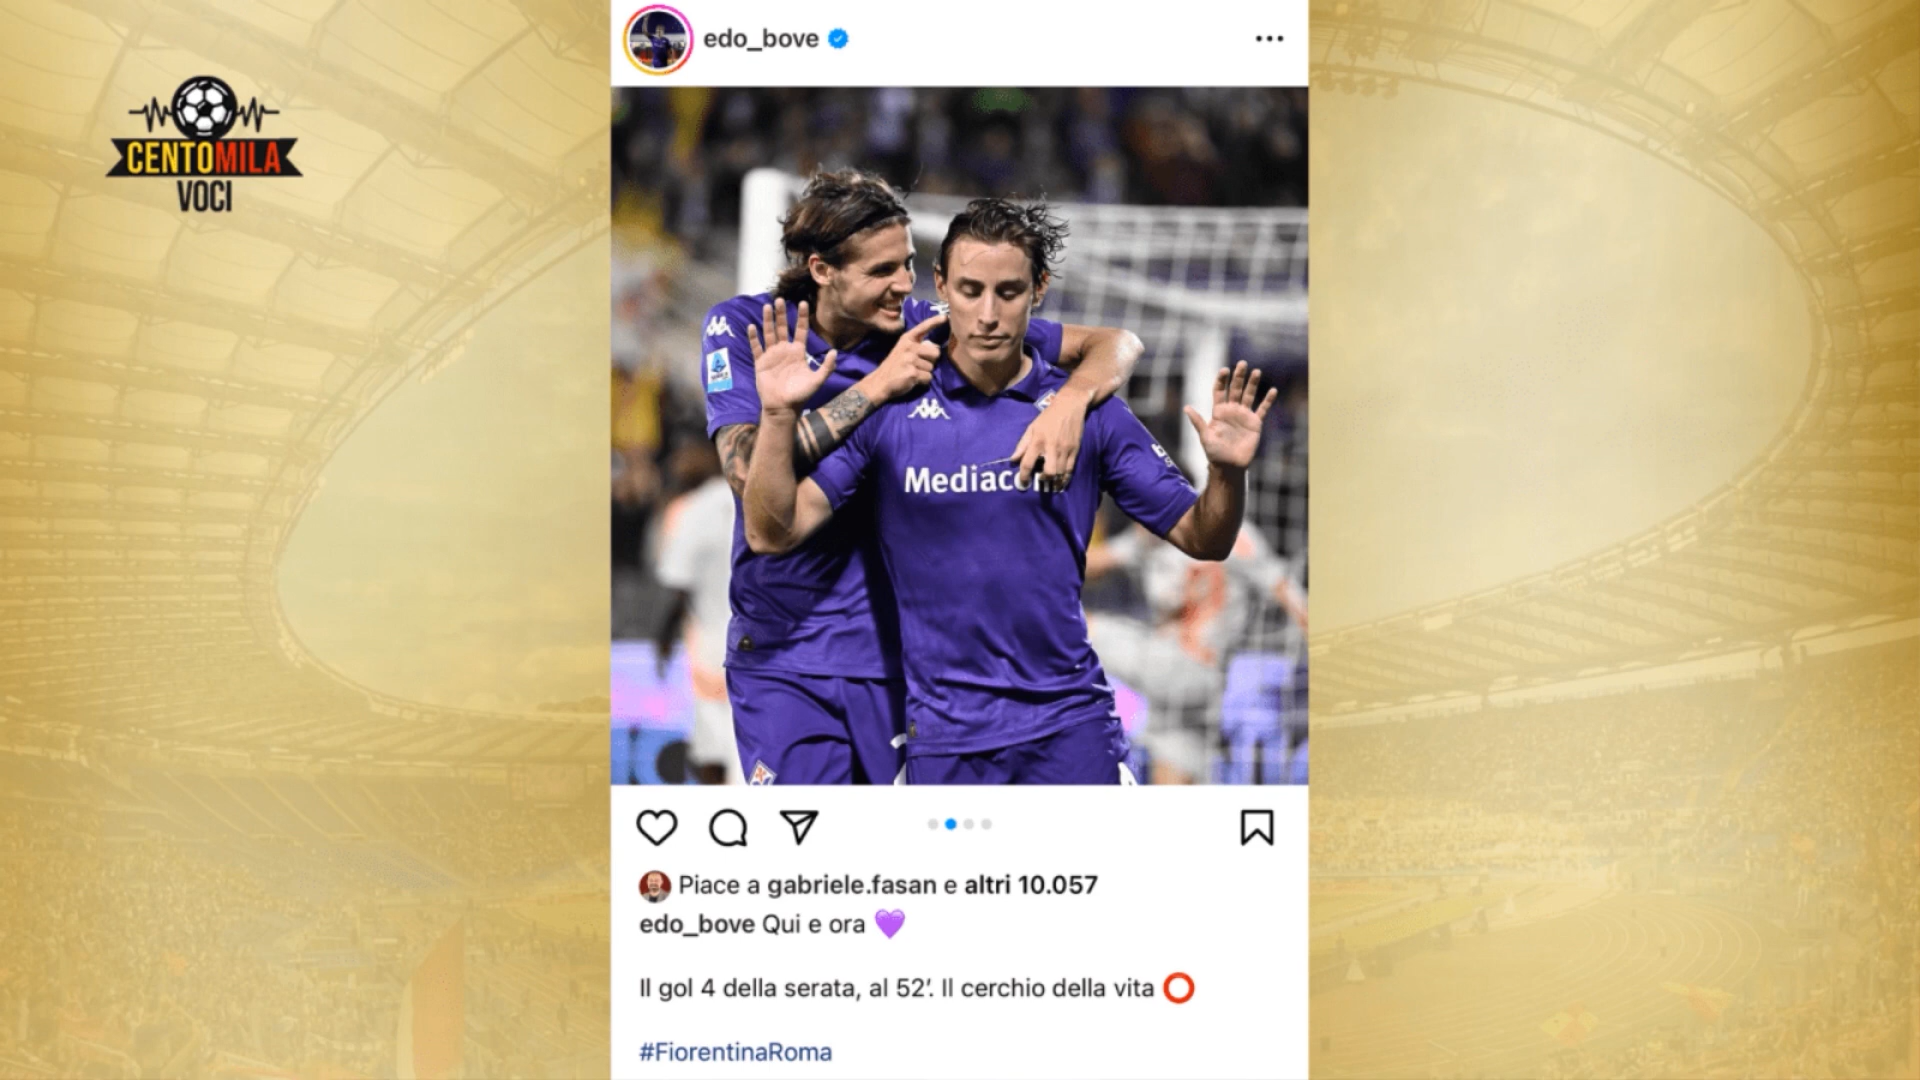 edo_bove
CENTOMILA
VOCI
Piace a gabriele.fasan e altri 10.057
edo_bove Qui e ora 💜
Il gol 4 della serata, al 52’. Il cerchio della vita ⭕
#FiorentinaRoma